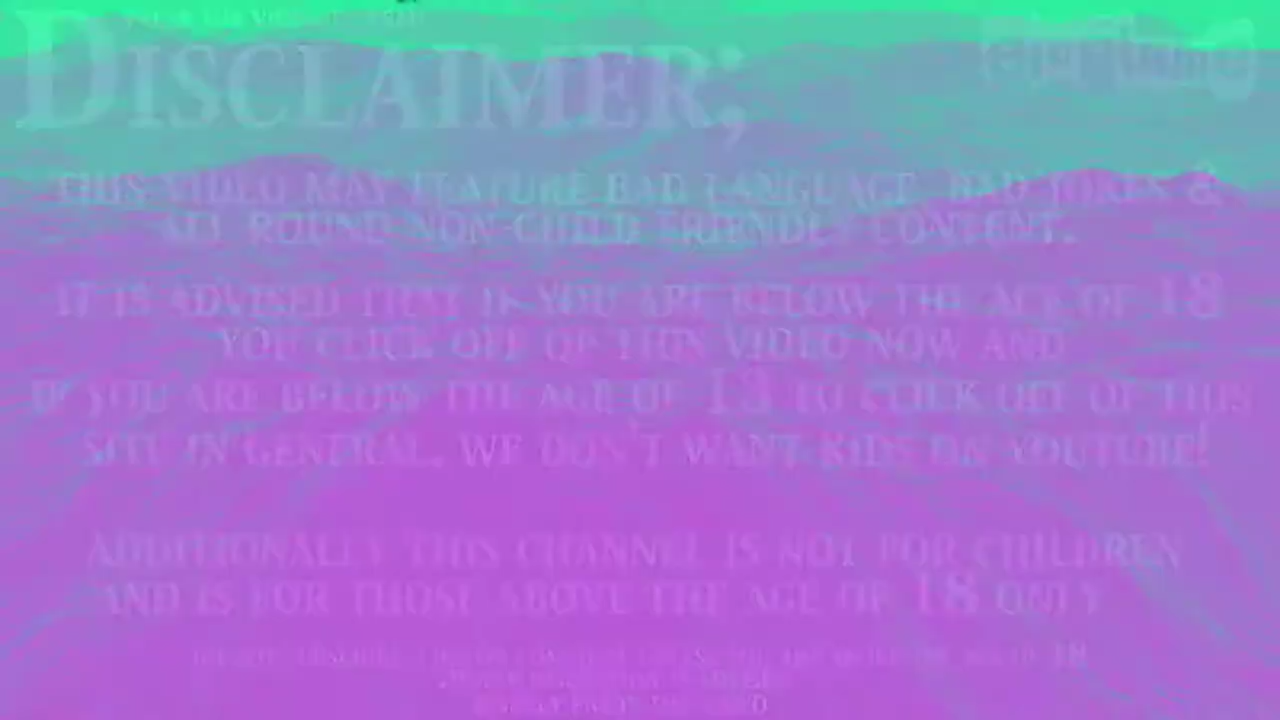 DISCLAIMER;
THIS VIDEO MAY FEATURE BAD LANGUAGE, BAD JOKES &
ALL ROUND NON-CHILD FRIENDLY CONTENT.
IT IS ADVISED THAT IF YOU ARE BELOW THE AGE OF 18
YOU CLICK OFF OF THIS VIDEO NOW AND
IF YOU ARE BELOW THE AGE OF 13 TO CLICK OFF OF THIS
SITE IN GENERAL. WE DON'T WANT KIDS ON YOUTUBE!
ADDITIONALLY THIS CHANNEL IS NOT FOR CHILDREN
AND IS FOR THOSE ABOVE THE AGE OF 18 ONLY